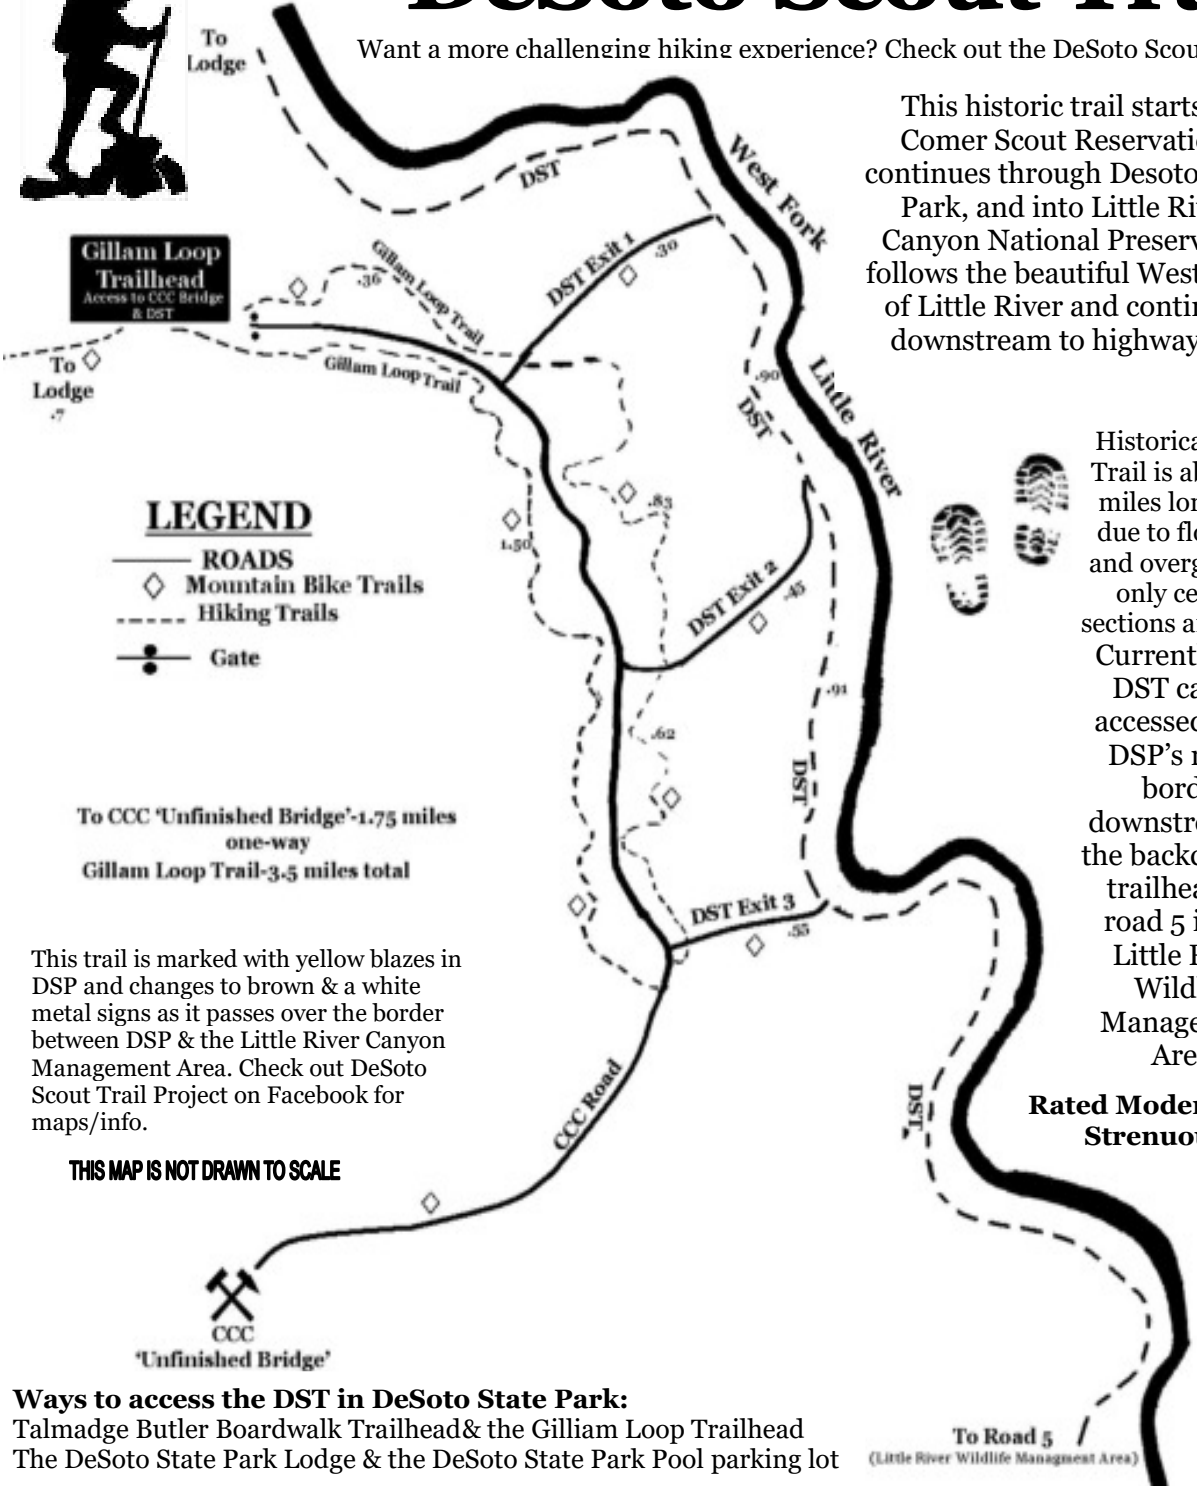 DeSoto Scout Tra
Want a more challenging hiking experience? Check out the DeSoto Scou
To
Lodge
This historic trail starts
Comer Scout Reservatio
continues through Desoto
Park, and into Little Ri
Canyon National Preserv
follows the beautiful West
of Little River and contin
downstream to highway
DST
West Fork
Gillam Loop
Trailhead
Access to CCC Bridge
& DST
Gillam Loop Trail
.36
DST Exit 1
.30
To
Lodge
.7
Gillam Loop Trail
.90
DST
Little River
Historica
Trail is ab
miles lon
due to flo
and overg
only ce
sections a
Current
DST ca
accessed
DSP’s n
bord
downstre
the backc
trailhea
road 5 i
Little R
Wildl
Manage
Are
LEGEND
ROADS
Mountain Bike Trails
Hiking Trails
Gate
1.50
.83
DST Exit 2
.45
.91
.62
DST
To CCC ‘Unfinished Bridge’-1.75 miles
one-way
Gillam Loop Trail-3.5 miles total
DST Exit 3
.55
This trail is marked with yellow blazes in
DSP and changes to brown & a white
metal signs as it passes over the border
between DSP & the Little River Canyon
Management Area. Check out DeSoto
Scout Trail Project on Facebook for
maps/info.
THIS MAP IS NOT DRAWN TO SCALE
CCC Road
DST
Rated Moder
Strenuou
CCC
‘Unfinished Bridge’
Ways to access the DST in DeSoto State Park:
Talmadge Butler Boardwalk Trailhead& the Gilliam Loop Trailhead
The DeSoto State Park Lodge & the DeSoto State Park Pool parking lot
To Road 5
(Little River Wildlife Managment Area)